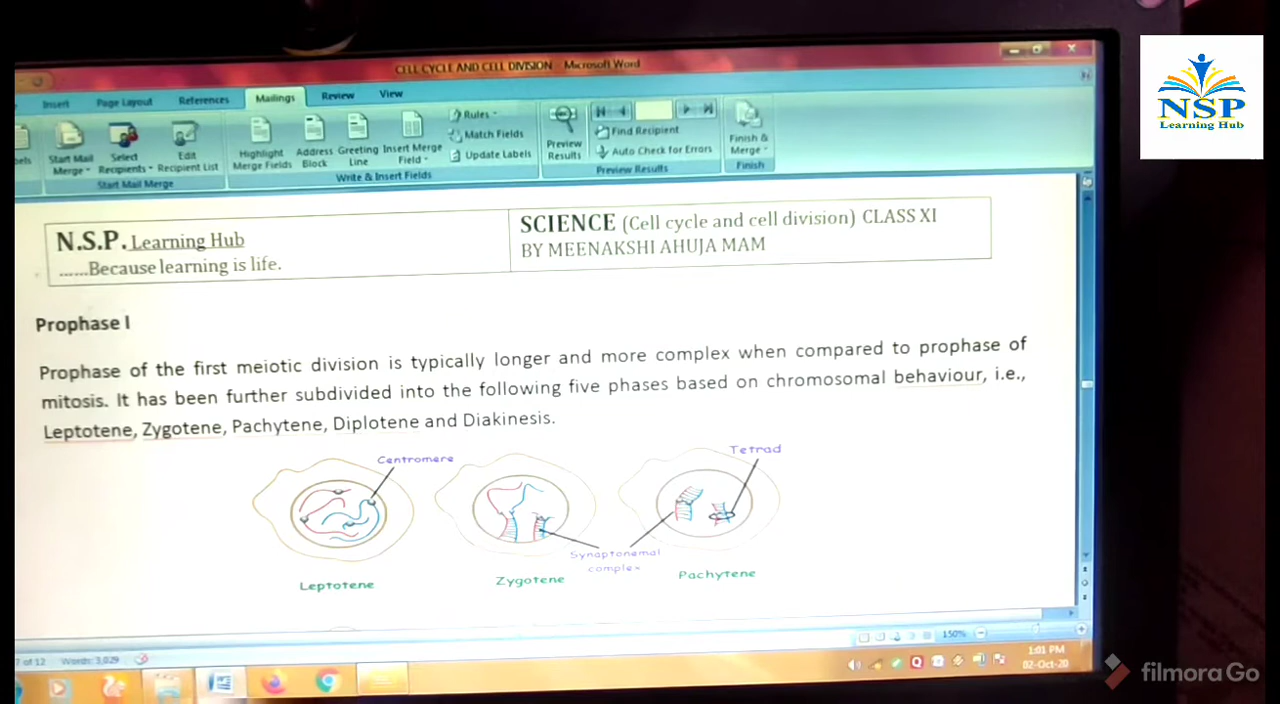 CELL CYCLE AND CELL DIVISION - Microsoft Word
Insert Page Layout References Mailings Review View
Start Mail Merge Select Recipients Edit Recipient List
Start Mail Merge
Highlight Merge Fields Address Block Greeting Line Insert Merge Field
Rules
Match Fields
Update Labels
Write & Insert Fields
Preview Results
Find Recipient
Auto Check for Errors
Preview Results
Finish & Merge
Finish
NSP
Learning Hub
N.S.P. Learning Hub
......Because learning is life.
SCIENCE (Cell cycle and cell division) CLASS XI
BY MEENAKSHI AHUJA MAM
Prophase I
Prophase of the first meiotic division is typically longer and more complex when compared to prophase of
mitosis. It has been further subdivided into the following five phases based on chromosomal behaviour, i.e.,
Leptotene, Zygotene, Pachytene, Diplotene and Diakinesis.
Centromere
Tetrad
Synaptonemal
complex
Leptotene
Zygotene
Pachytene
7 of 12 Words: 3,029
150%
1:01 PM
02-Oct-20
filmoraGo